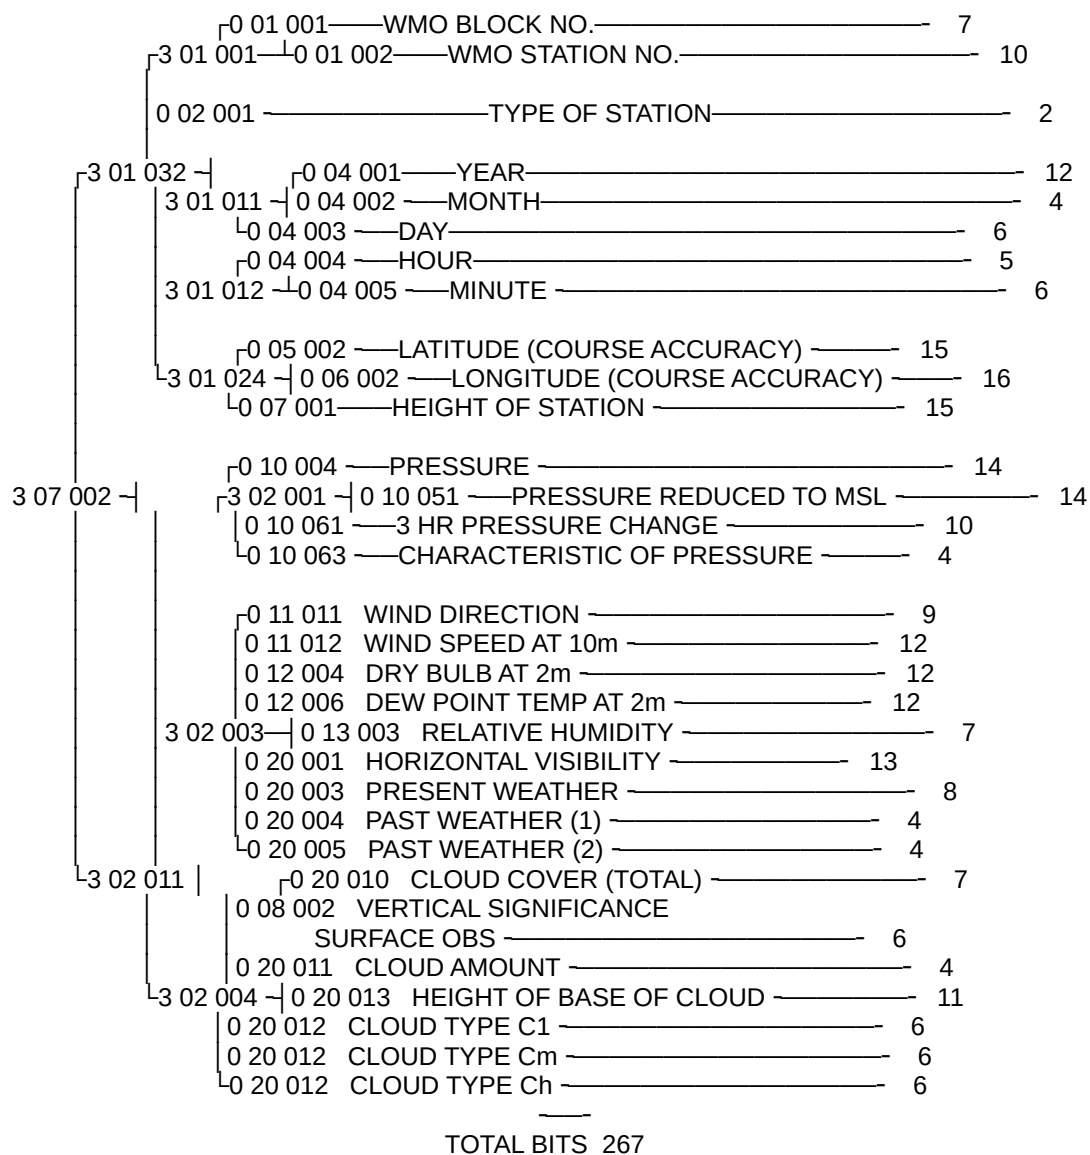 0 01 001 WMO BLOCK NO. 7
3 01 001 0 01 002 WMO STATION NO. 10
0 02 001 TYPE OF STATION 2
3 01 032 0 04 001 YEAR 12
3 01 011 0 04 002 MONTH 4
0 04 003 DAY 6
0 04 004 HOUR 5
3 01 012 0 04 005 MINUTE 6
0 05 002 LATITUDE (COURSE ACCURACY) 15
3 01 024 0 06 002 LONGITUDE (COURSE ACCURACY) 16
0 07 001 HEIGHT OF STATION 15
0 10 004 PRESSURE 14
3 07 002 3 02 001 0 10 051 PRESSURE REDUCED TO MSL 14
0 10 061 3 HR PRESSURE CHANGE 10
0 10 063 CHARACTERISTIC OF PRESSURE 4
0 11 011 WIND DIRECTION 9
0 11 012 WIND SPEED AT 10m 12
0 12 004 DRY BULB AT 2m 12
0 12 006 DEW POINT TEMP AT 2m 12
3 02 003 0 13 003 RELATIVE HUMIDITY 7
0 20 001 HORIZONTAL VISIBILITY 13
0 20 003 PRESENT WEATHER 8
0 20 004 PAST WEATHER (1) 4
0 20 005 PAST WEATHER (2) 4
3 02 011 0 20 010 CLOUD COVER (TOTAL) 7
0 08 002 VERTICAL SIGNIFICANCE
SURFACE OBS 6
0 20 011 CLOUD AMOUNT 4
3 02 004 0 20 013 HEIGHT OF BASE OF CLOUD 11
0 20 012 CLOUD TYPE C1 6
0 20 012 CLOUD TYPE Cm 6
0 20 012 CLOUD TYPE Ch 6
TOTAL BITS 267